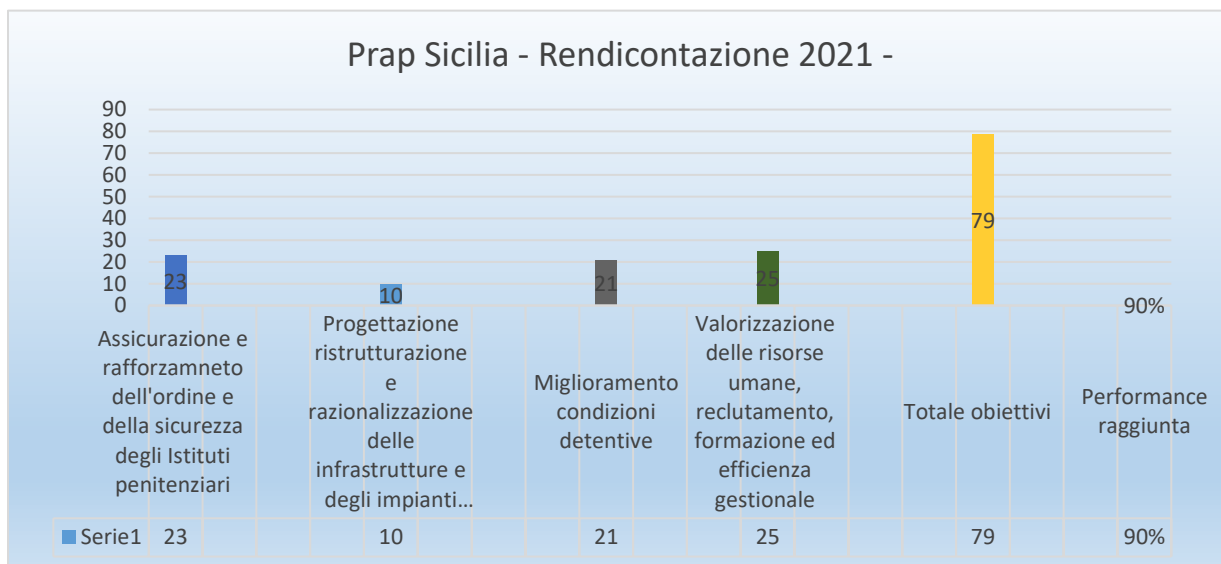 Prap Sicilia - Rendicontazione 2021 -
90
80
70
60
50
40
30
20
10
0
23
10
21
25
79
90%
Assicurazione e
rafforzamneto
dell'ordine e
della sicurezza
degli Istituti
penitenziari
Progettazione
ristrutturazione
e
razionalizzazione
delle
infrastrutture e
degli impianti…
Miglioramento
condizioni
detentive
Valorizzazione
delle risorse
umane,
reclutamento,
formazione ed
efficienza
gestionale
Totale obiettivi
Performance
raggiunta
Serie1 23 10 21 25 79 90%